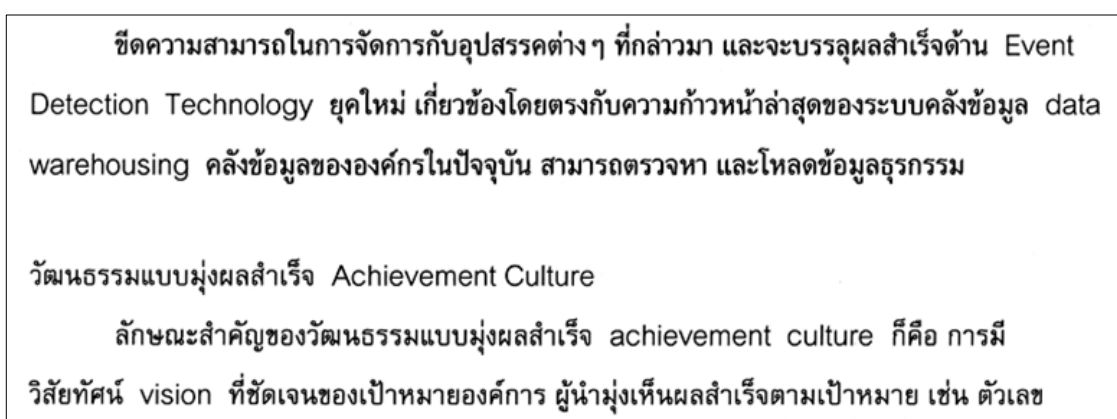 ขีดความสามารถในการจัดการกับอุปสรรคต่าง ๆ ที่กล่าวมา และจะบรรลุผลสำเร็จด้าน Event
Detection Technology ยุคใหม่ เกี่ยวข้องโดยตรงกับความก้าวหน้าล่าสุดของระบบคลังข้อมูล data
warehousing คลังข้อมูลขององค์กรในปัจจุบัน สามารถตรวจหา และโหลดข้อมูลธุรกรรม
วัฒนธรรมแบบมุ่งผลสำเร็จ Achievement Culture
ลักษณะสำคัญของวัฒนธรรมแบบมุ่งผลสำเร็จ achievement culture ก็คือ การมี
วิสัยทัศน์ vision ที่ชัดเจนของเป้าหมายองค์การ ผู้นำมุ่งเห็นผลสำเร็จตามเป้าหมาย เช่น ตัวเลข